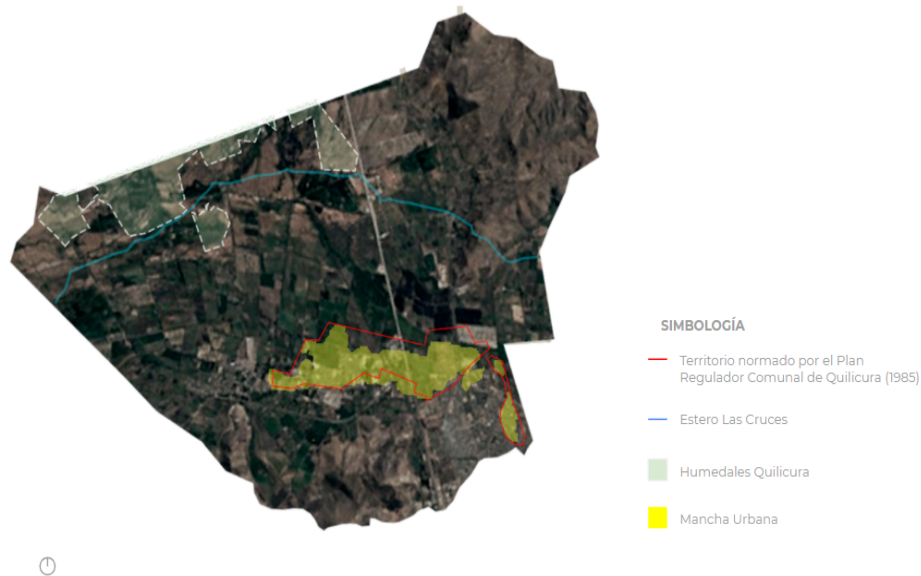 SIMBOLOGÍA
Territorio normado por el Plan
Regulador Comunal de Quilicura (1985)
Estero Las Cruces
Humedales Quilicura
Mancha Urbana